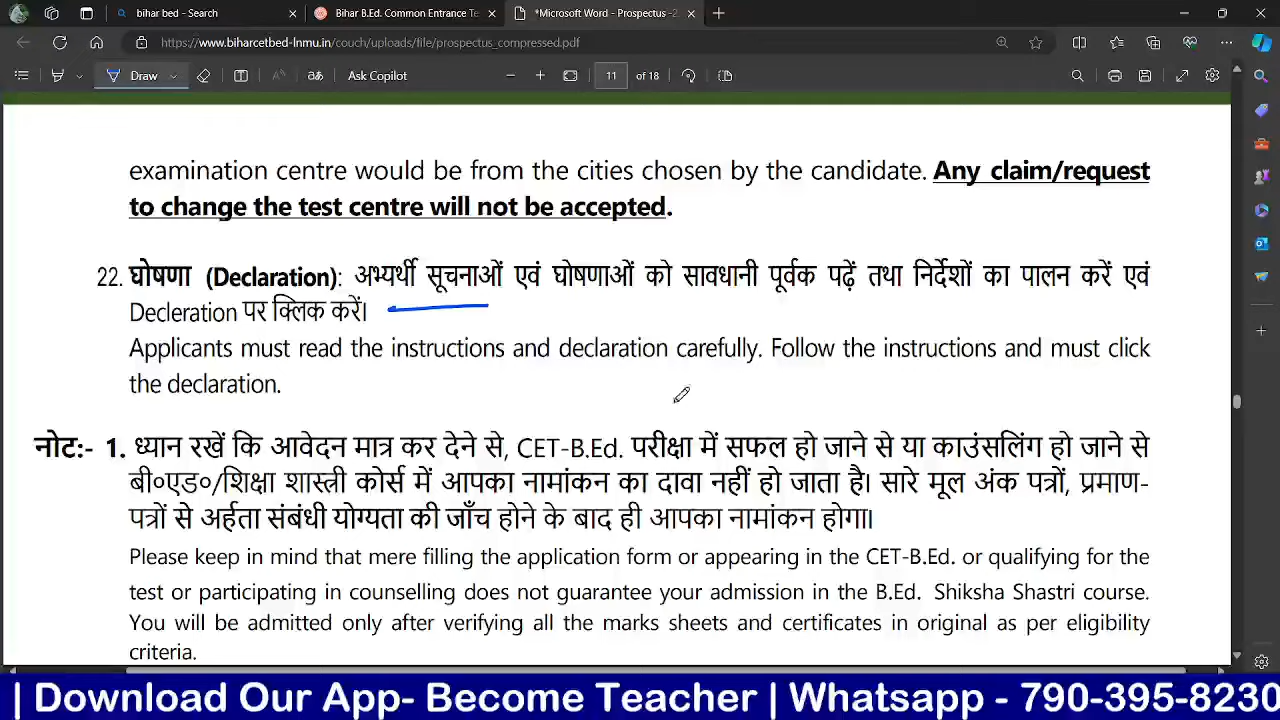 bihar bed - Search
Bihar B.Ed. Common Entrance Te
*Microsoft Word - Prospectus -2
https://www.biharcetbed-lnmu.in/couch/uploads/file/prospectus_compressed.pdf
Draw
Ask Copilot
11 of 18
examination centre would be from the cities chosen by the candidate. Any claim/request
to change the test centre will not be accepted.
22. घोषणा (Declaration): अभ्यर्थी सूचनाओं एवं घोषणाओं को सावधानी पूर्वक पढ़ें तथा निर्देशों का पालन करें एवं
Decleration पर क्लिक करें।
Applicants must read the instructions and declaration carefully. Follow the instructions and must click
the declaration.
नोट:- 1. ध्यान रखें कि आवेदन मात्र कर देने से, CET-B.Ed. परीक्षा में सफल हो जाने से या काउंसलिंग हो जाने से
बी०एड०/शिक्षा शास्त्री कोर्स में आपका नामांकन का दावा नहीं हो जाता है। सारे मूल अंक पत्रों, प्रमाण-
पत्रों से अर्हता संबंधी योग्यता की जाँच होने के बाद ही आपका नामांकन होगा।
Please keep in mind that mere filling the application form or appearing in the CET-B.Ed. or qualifying for the
test or participating in counselling does not guarantee your admission in the B.Ed. Shiksha Shastri course.
You will be admitted only after verifying all the marks sheets and certificates in original as per eligibility
criteria.
| Download Our App- Become Teacher | Whatsapp - 790-395-8230